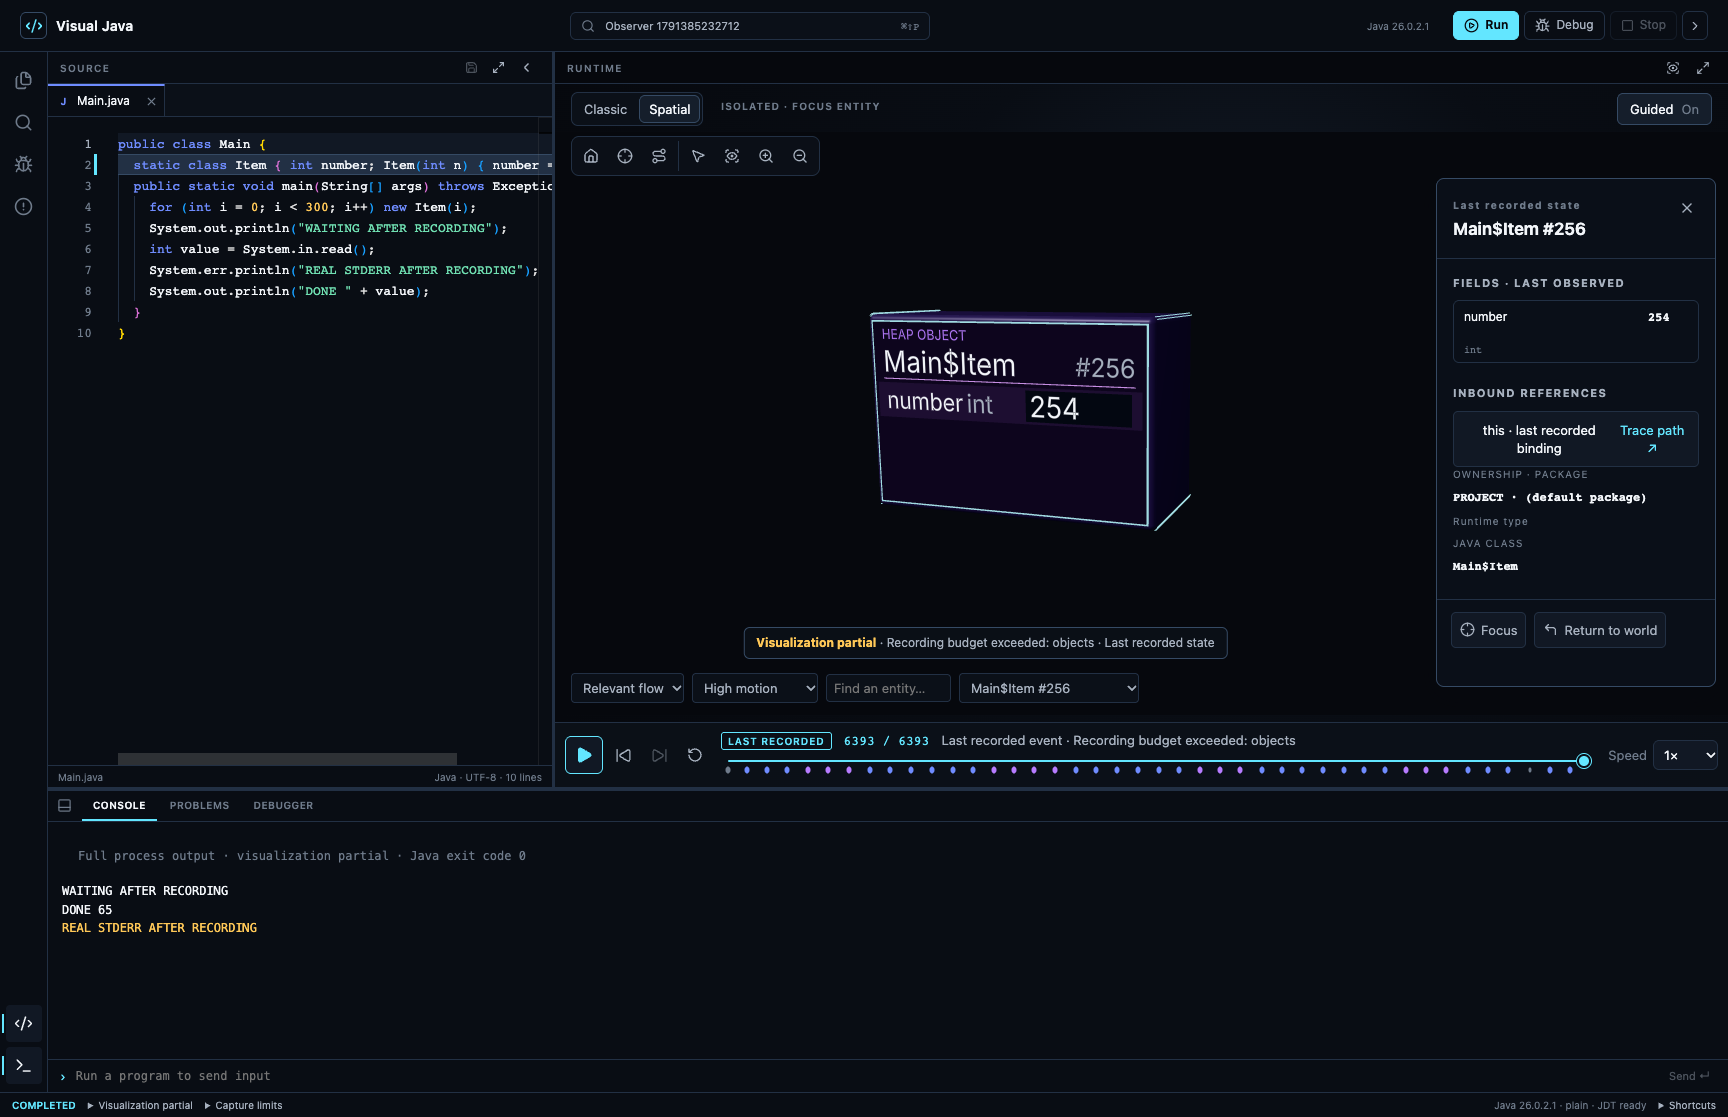 Visual Java
Observer 1791385232712
⌘⇧P
Java 26.0.2.1
Run
Debug
Stop
SOURCE
J Main.java
1 public class Main {
2 static class Item { int number; Item(int n) { number =
3 public static void main(String[] args) throws Exceptio
4 for (int i = 0; i < 300; i++) new Item(i);
5 System.out.println("WAITING AFTER RECORDING");
6 int value = System.in.read();
7 System.err.println("REAL STDERR AFTER RECORDING");
8 System.out.println("DONE " + value);
9 }
10 }
Main.java
Java · UTF-8 · 10 lines
RUNTIME
Classic
Spatial
ISOLATED · FOCUS ENTITY
Guided On
HEAP OBJECT
Main$Item #256
number int 254
Last recorded state
Main$Item #256
FIELDS · LAST OBSERVED
number 254
int
INBOUND REFERENCES
this · last recorded
binding
Trace path
↗
OWNERSHIP · PACKAGE
PROJECT · (default package)
Runtime type
JAVA CLASS
Main$Item
Focus
Return to world
Visualization partial · Recording budget exceeded: objects · Last recorded state
Relevant flow
High motion
Find an entity...
Main$Item #256
LAST RECORDED
6393 / 6393
Last recorded event · Recording budget exceeded: objects
Speed
1×
CONSOLE
PROBLEMS
DEBUGGER
Full process output · visualization partial · Java exit code 0
WAITING AFTER RECORDING
DONE 65
REAL STDERR AFTER RECORDING
› Run a program to send input
Send ↵
COMPLETED
▶ Visualization partial
▶ Capture limits
Java 26.0.2.1 · plain · JDT ready
▶ Shortcuts